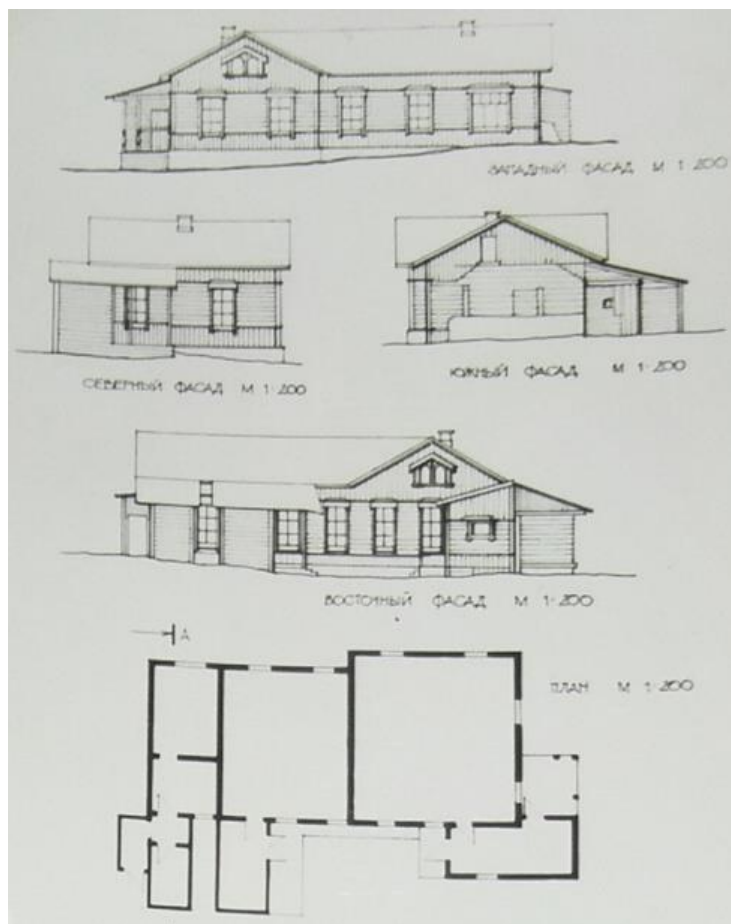 ЗАПАДНЫЙ ФАСАД М 1:200
СЕВЕРНЫЙ ФАСАД М 1:200
ЮЖНЫЙ ФАСАД М 1:200
ВОСТОЧНЫЙ ФАСАД М 1:200
А
ПЛАН М 1:200